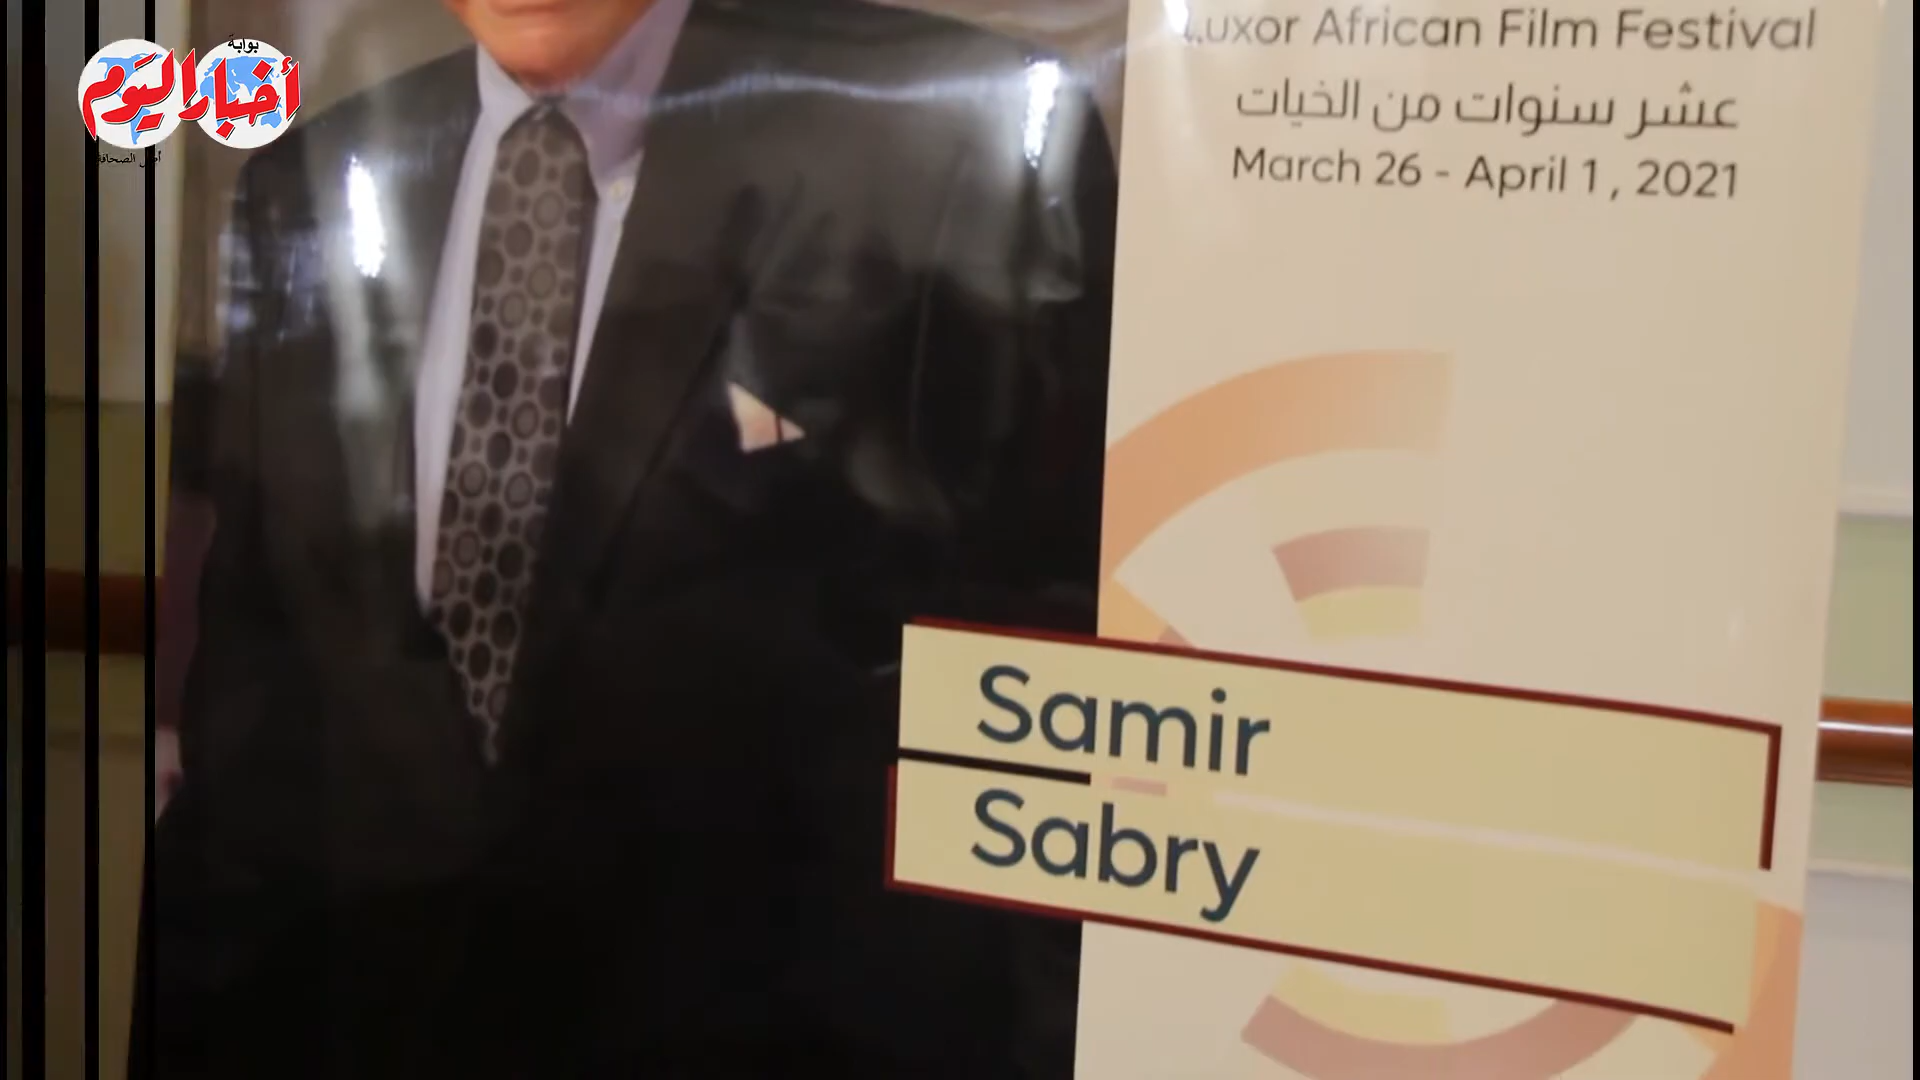 بوابة
أخبار اليوم
Luxor African Film Festival
عشر سنوات من الخيال
March 26 - April 1 , 2021
Samir
Sabry